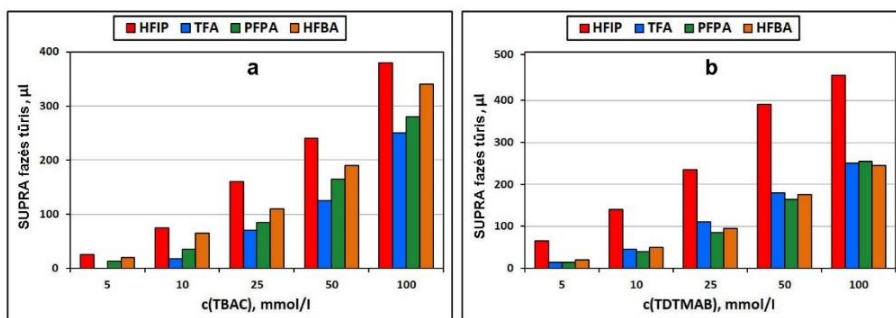 HFIP TFA PFPA HFBA
a
SUPRA fazės tūris, µl
400
300
200
100
0
5 10 25 50 100
c(TBAC), mmol/l
HFIP TFA PFPA HFBA
b
SUPRA fazės tūris, µl
500
400
300
200
100
0
5 10 25 50 100
c(TDTMAB), mmol/l